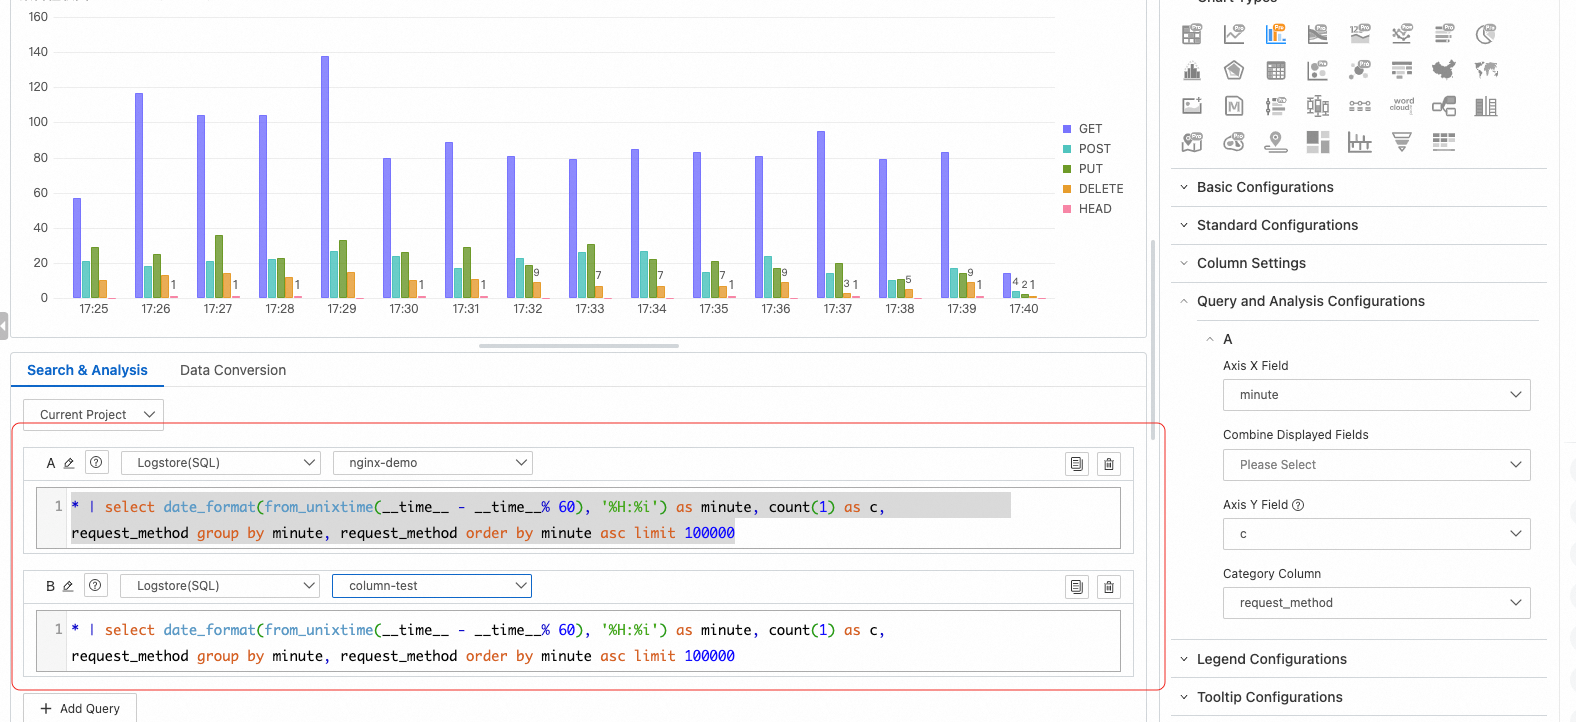 Chart Types
160
140
120
100
80
60
40
20
0
1 1 1 1 1 9 7 7 7 1 9 3 1 5 9 1 4 2 1
17:25 17:26 17:27 17:28 17:29 17:30 17:31 17:32 17:33 17:34 17:35 17:36 17:37 17:38 17:39 17:40
GET
POST
PUT
DELETE
HEAD
Search & Analysis Data Conversion
Current Project
A Logstore(SQL) nginx-demo
1 * | select date_format(from_unixtime(__time__ - __time__% 60), '%H:%i') as minute, count(1) as c,
request_method group by minute, request_method order by minute asc limit 100000
B Logstore(SQL) column-test
1 * | select date_format(from_unixtime(__time__ - __time__% 60), '%H:%i') as minute, count(1) as c,
request_method group by minute, request_method order by minute asc limit 100000
+ Add Query
word
cloud
Basic Configurations
Standard Configurations
Column Settings
Query and Analysis Configurations
A
Axis X Field
minute
Combine Displayed Fields
Please Select
Axis Y Field
c
Category Column
request_method
Legend Configurations
Tooltip Configurations